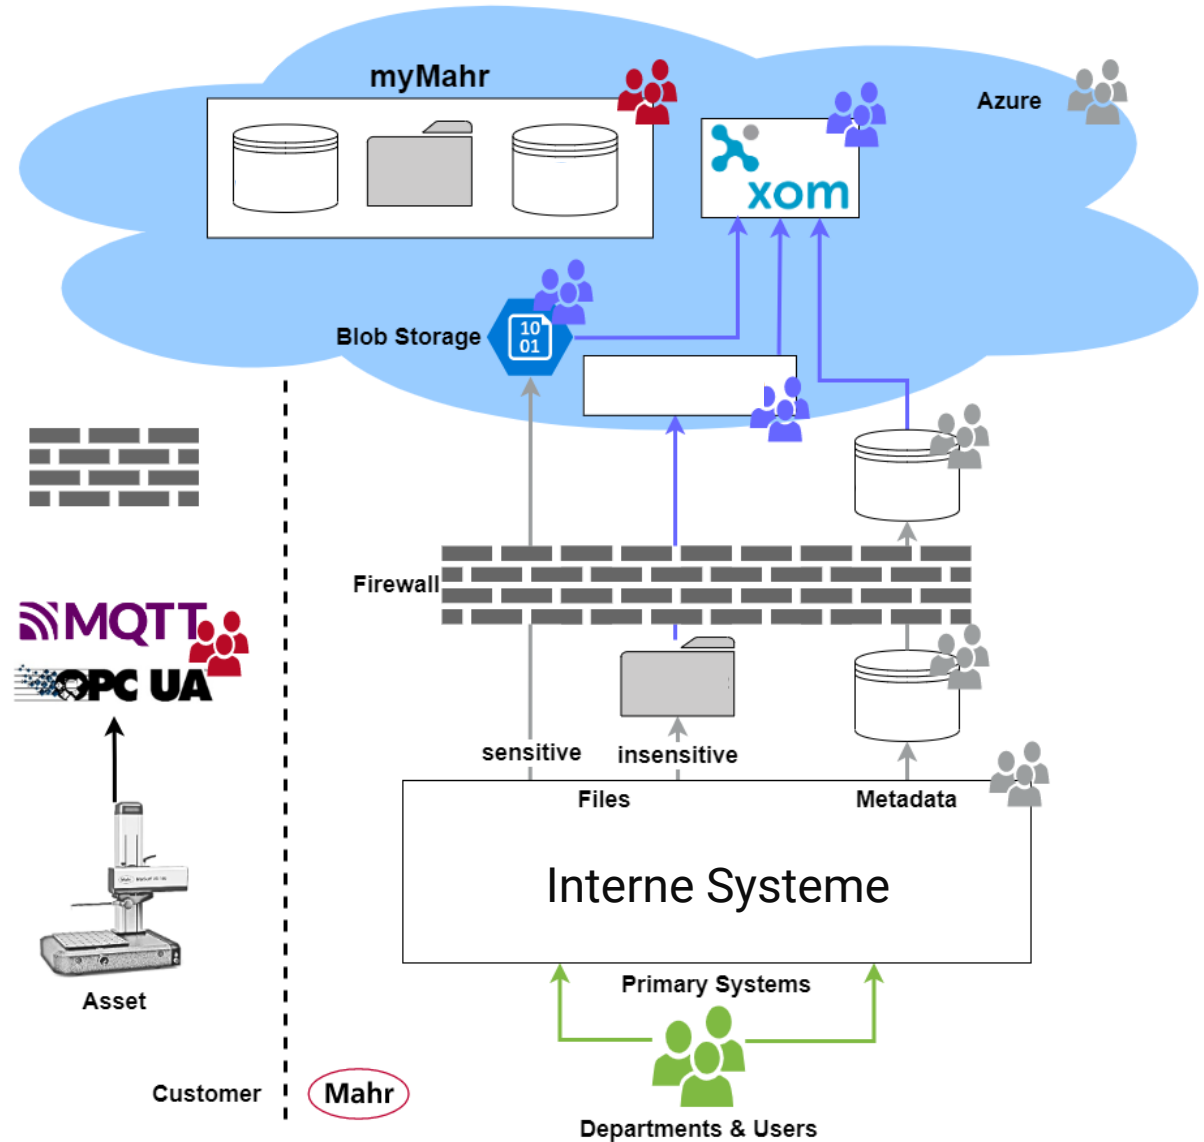 myMahr
Azure
xom
Blob Storage
10
01
Firewall
MQTT
OPC UA
sensitive
insensitive
Files
Metadata
Interne Systeme
Primary Systems
Asset
Customer
Mahr
Departments & Users